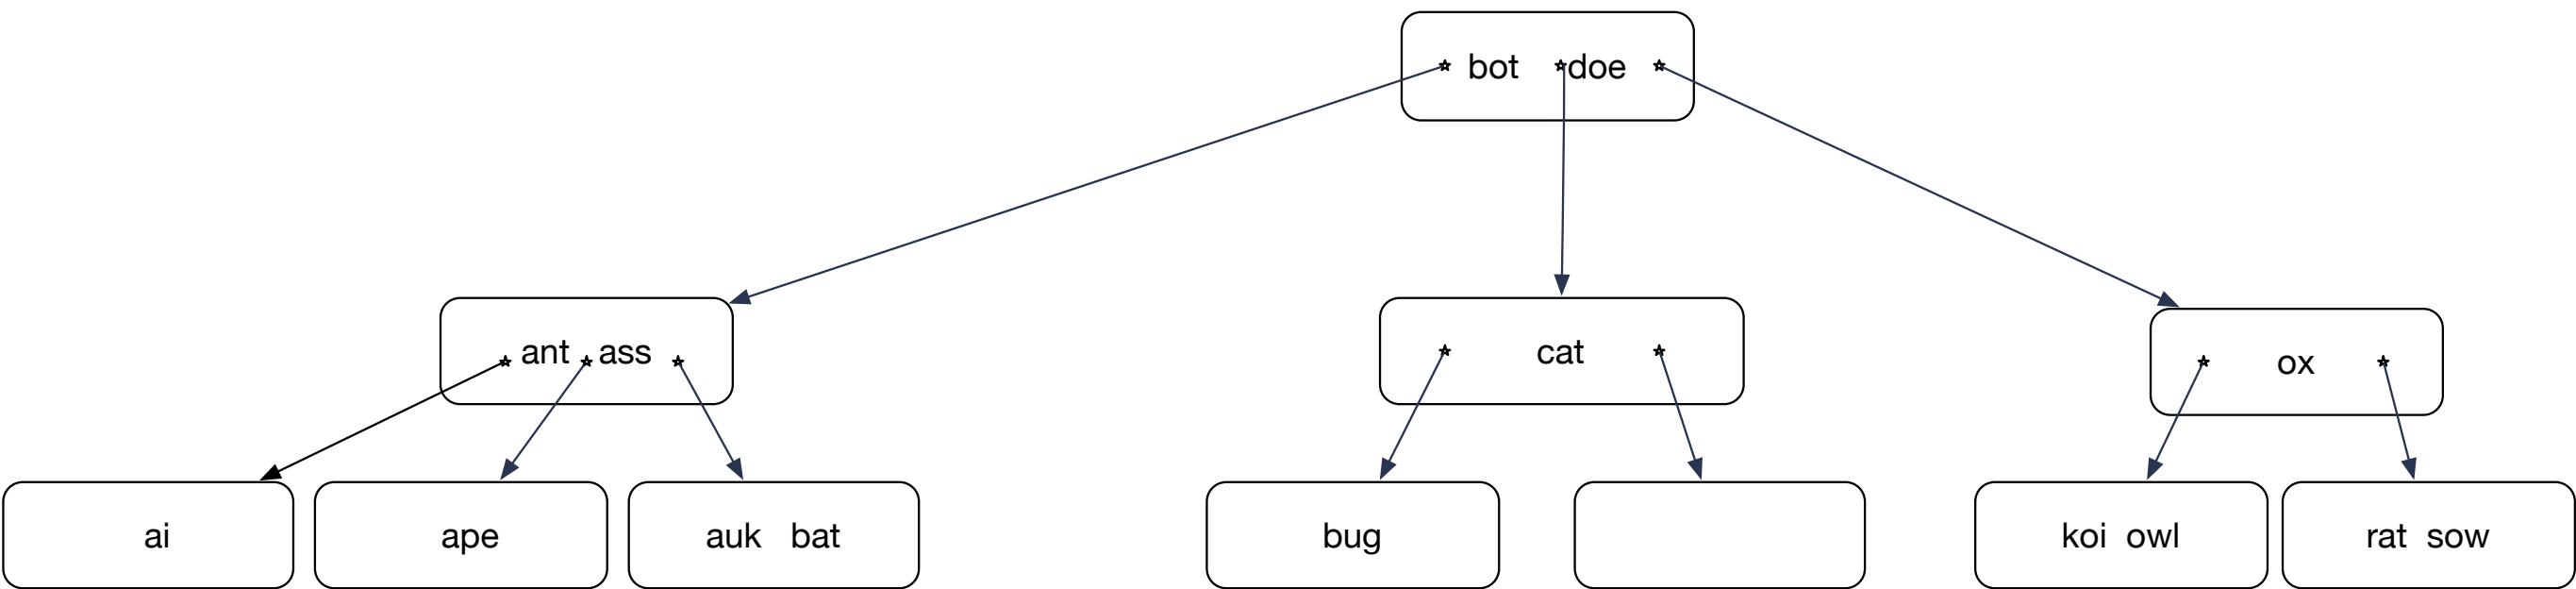 bot doe
ant ass
cat
ox
ai
ape
auk bat
bug
koi owl
rat sow